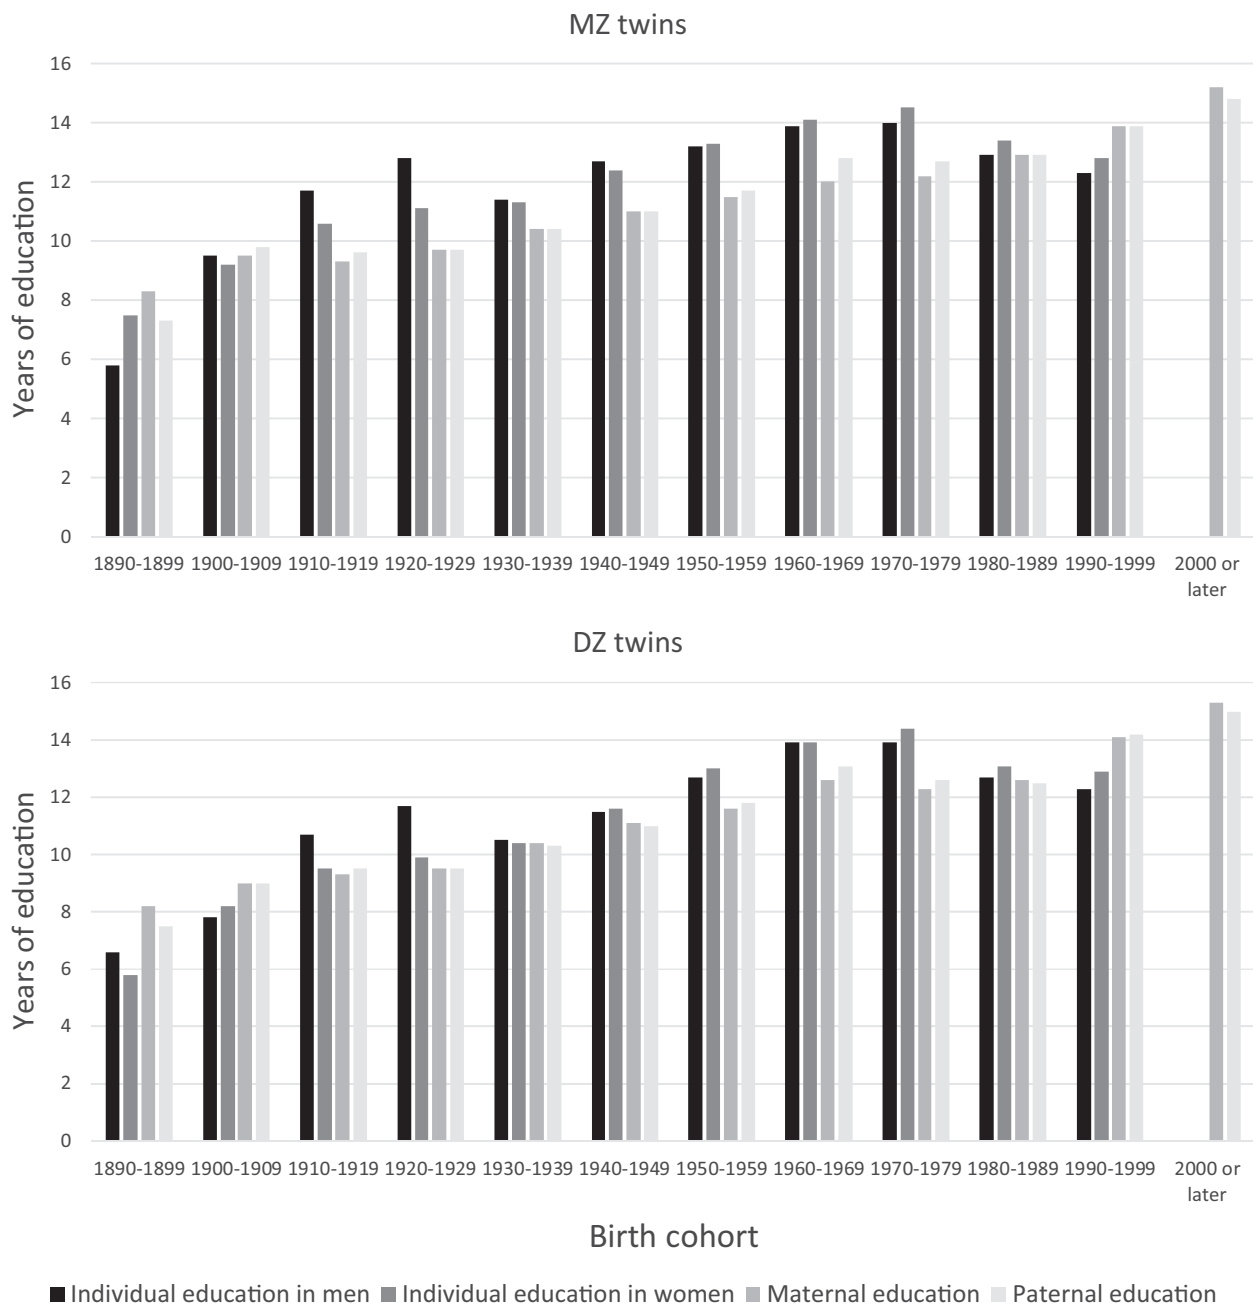 MZ twins
16
14
12
10
8
6
4
2
0
Years of education
1890-1899 1900-1909 1910-1919 1920-1929 1930-1939 1940-1949 1950-1959 1960-1969 1970-1979 1980-1989 1990-1999 2000 or
later
DZ twins
16
14
12
10
8
6
4
2
0
Years of education
1890-1899 1900-1909 1910-1919 1920-1929 1930-1939 1940-1949 1950-1959 1960-1969 1970-1979 1980-1989 1990-1999 2000 or
later
Birth cohort
Individual education in men Individual education in women Maternal education Paternal education